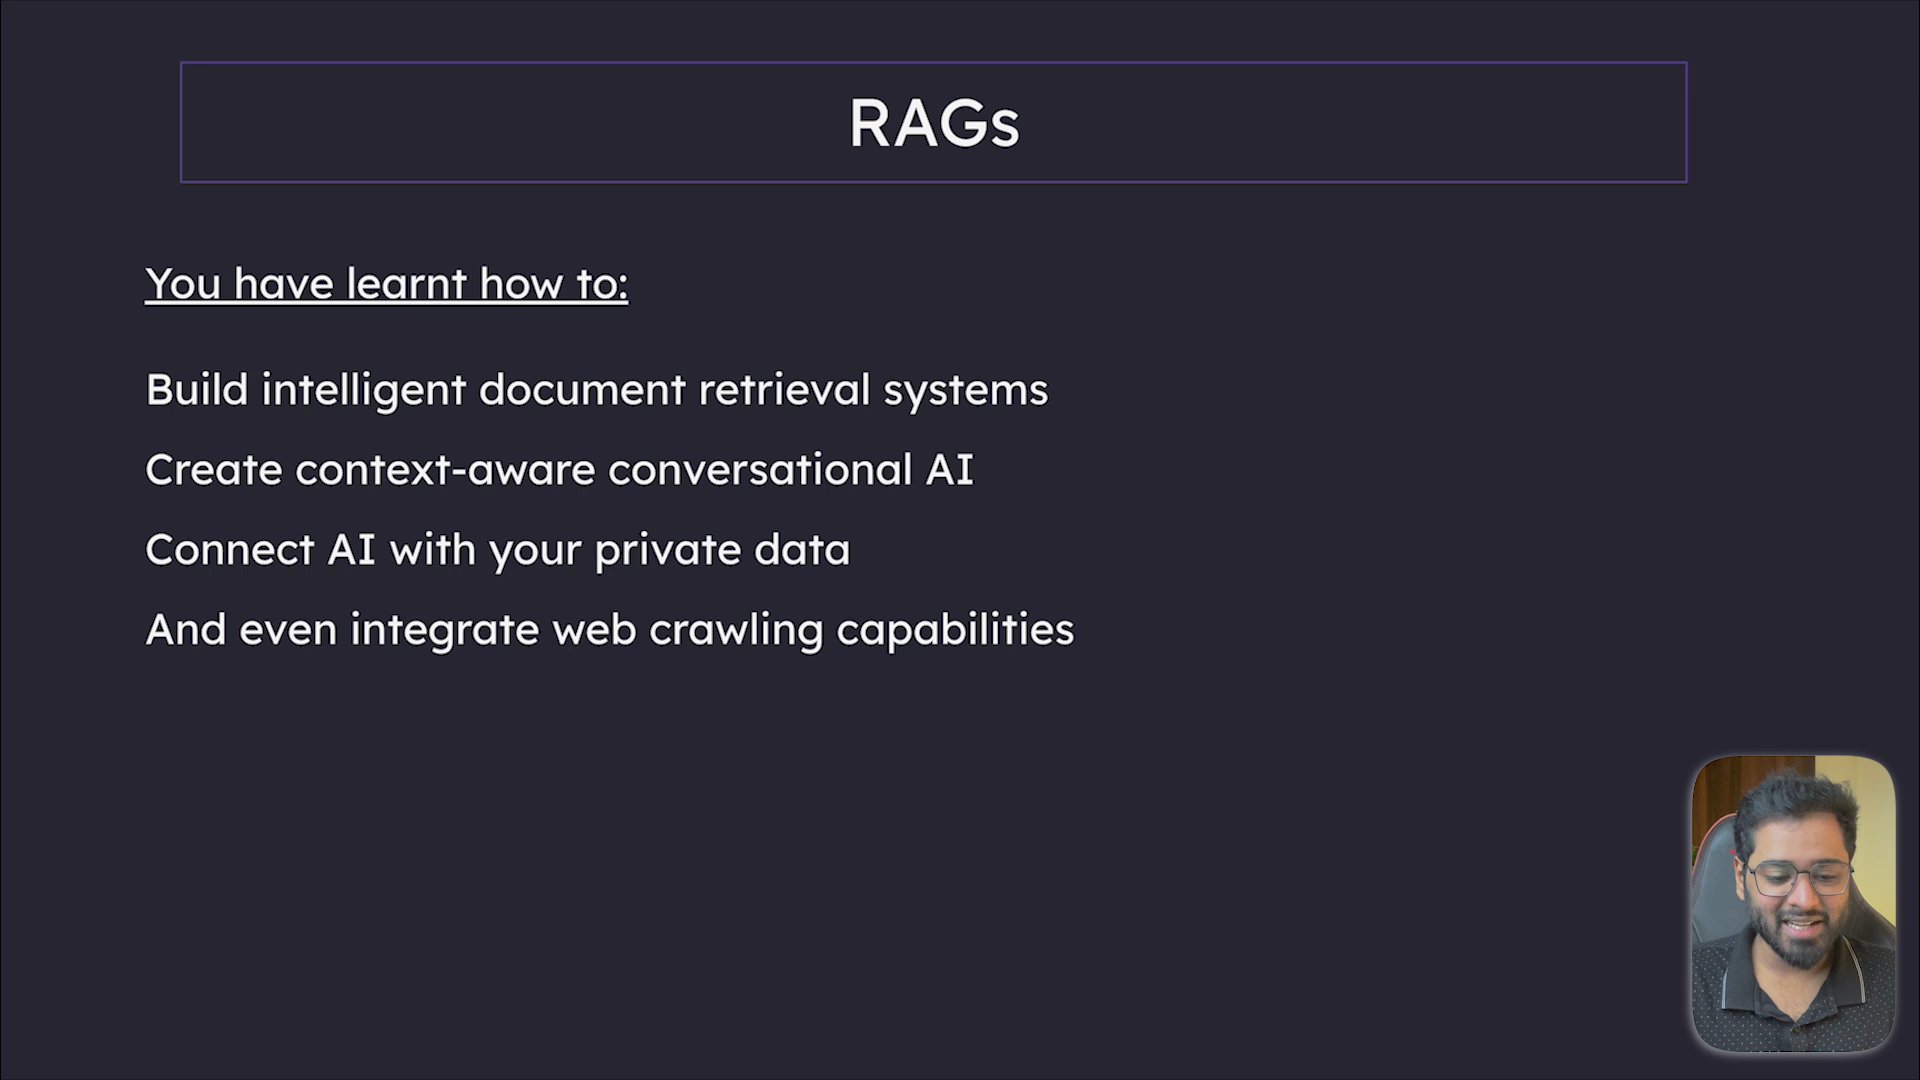 RAGs
You have learnt how to:
Build intelligent document retrieval systems
Create context-aware conversational AI
Connect AI with your private data
And even integrate web crawling capabilities